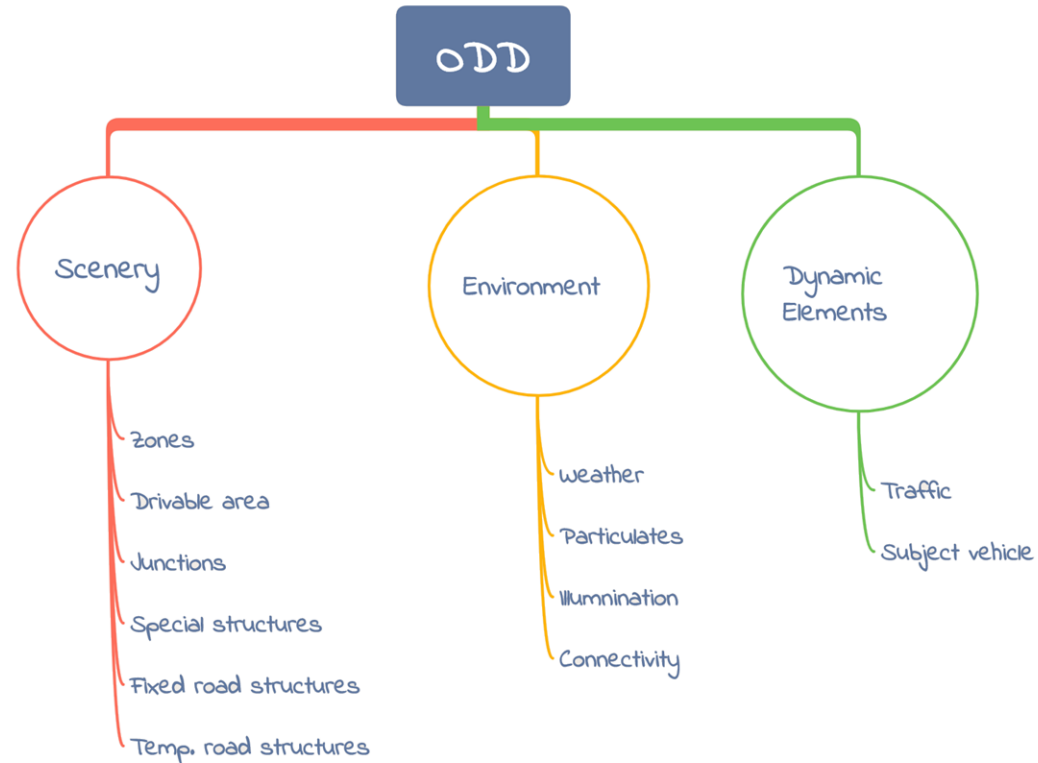 ODD
Scenery
Environment
Dynamic
Elements
Zones
Drivable area
Junctions
Special structures
Fixed road structures
Temp. road structures
Weather
Particulates
Illumnination
Connectivity
Traffic
Subject vehicle